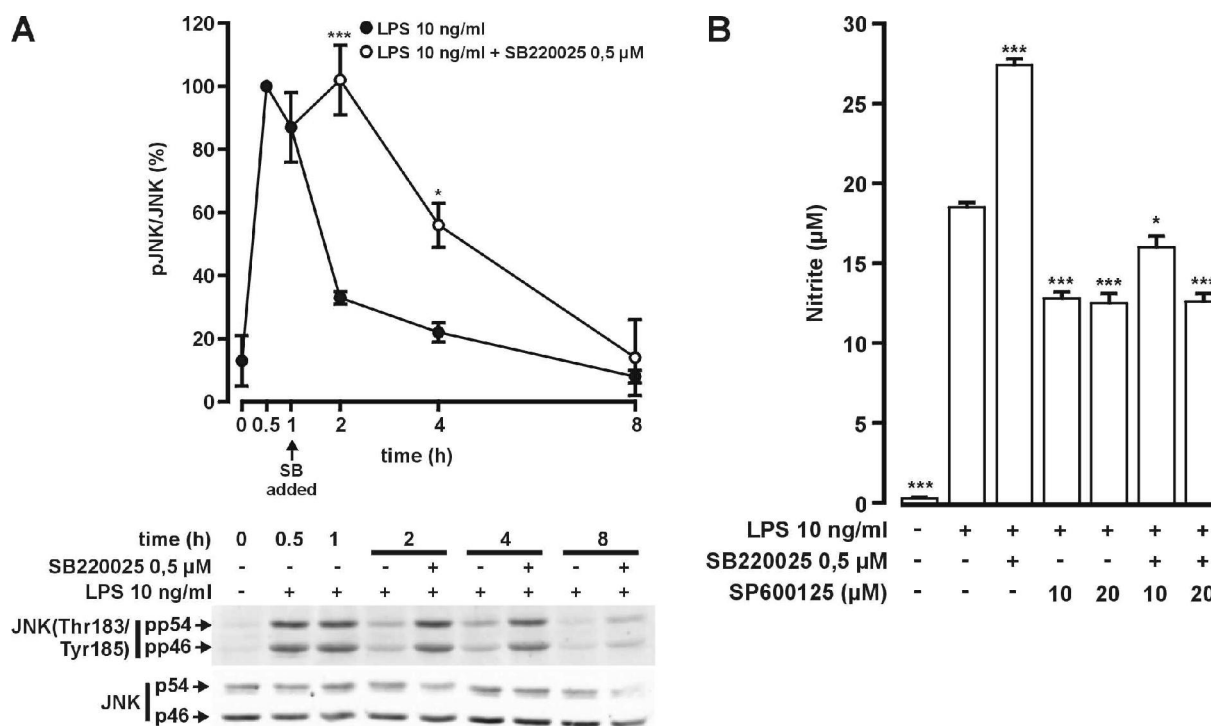 A
120
100
80
60
40
20
0
pJNK/JNK (%)
LPS 10 ng/ml
LPS 10 ng/ml + SB220025 0,5 µM
***
*
0 0.5 1 2 4 8
time (h)
SB
added
time (h) 0 0.5 1 2 4 8
SB220025 0,5 µM - - - - + - + - +
LPS 10 ng/ml - + + + + + + + +
JNK(Thr183/
Tyr185)
pp54
pp46
JNK
p54
p46
B
30
25
20
15
10
5
0
Nitrite (µM)
***
***
***
***
*
***
LPS 10 ng/ml - + + + + + +
SB220025 0,5 µM - - + - - + +
SP600125 (µM) - - - 10 20 10 20